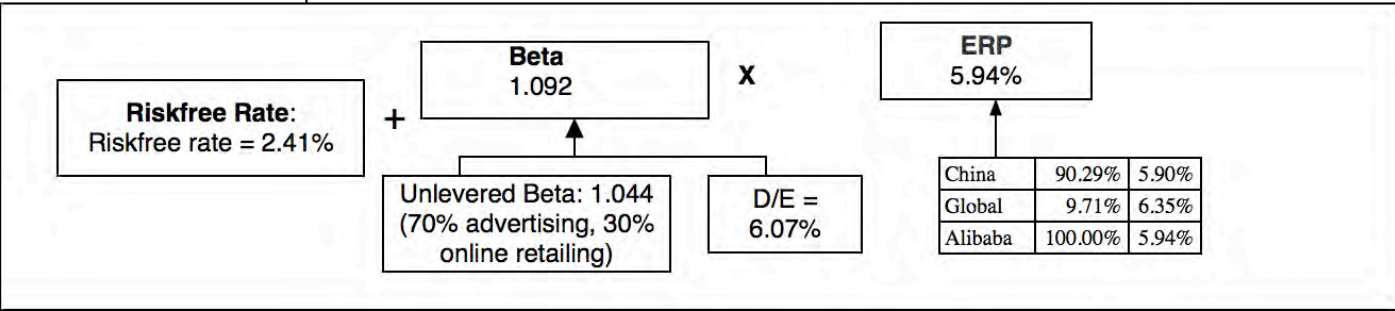 Riskfree Rate:
Riskfree rate = 2.41%
+
Beta
1.092
X
ERP
5.94%
Unlevered Beta: 1.044
(70% advertising, 30%
online retailing)
D/E =
6.07%
China 90.29% 5.90%
Global 9.71% 6.35%
Alibaba 100.00% 5.94%